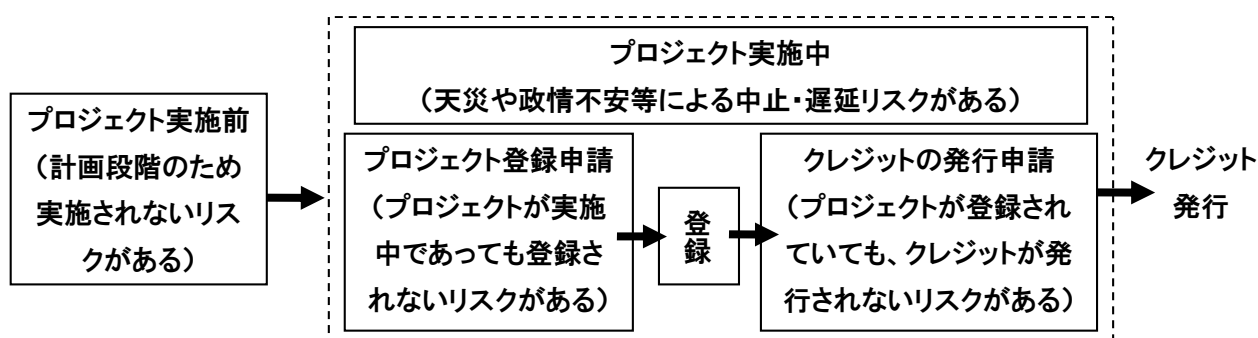 プロジェクト実施中
（天災や政情不安等による中止・遅延リスクがある）
プロジェクト実施前
（計画段階のため
実施されないリス
クがある）
プロジェクト登録申請
（プロジェクトが実施
中であっても登録さ
れないリスクがある）
登
録
クレジットの発行申請
（プロジェクトが登録され
ていても、クレジットが発
行されないリスクがある）
クレジット
発行